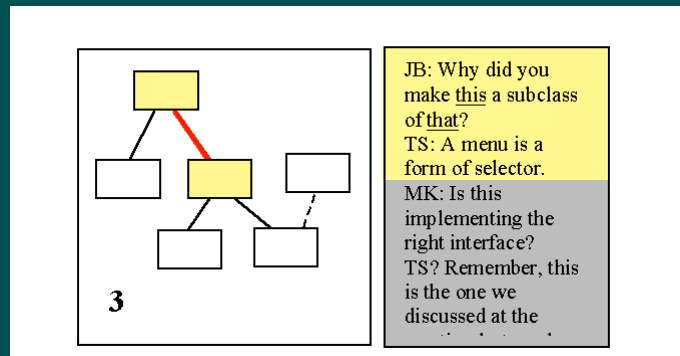 3
JB: Why did you
make this a subclass
of that?
TS: A menu is a
form of selector.
MK: Is this
implementing the
right interface?
TS? Remember, this
is the one we
discussed at the